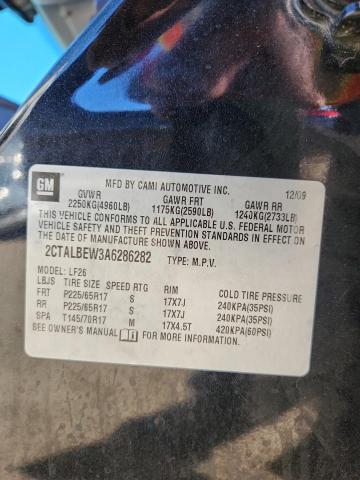 GM
MFD BY CAMI AUTOMOTIVE INC. 12/09
GVWR GAWR FRT GAWR RR
2250KG(4960LB) 1175KG(2590LB) 1240KG(2733LB)
THIS VEHICLE CONFORMS TO ALL APPLICABLE U.S. FEDERAL MOTOR
VEHICLE SAFETY AND THEFT PREVENTION STANDARDS IN EFFECT ON
THE DATE OF MANUFACTURE SHOWN ABOVE.
2CTALBEW3A6286282 TYPE: M.P.V.
MODEL: LF26
LBJS TIRE SIZE SPEED RTG RIM COLD TIRE PRESSURE
FRT P225/65R17 S 17X7J 240KPA(35PSI)
RR P225/65R17 S 17X7J 240KPA(35PSI)
SPA T145/70R17 M 17X4.5T 420KPA(60PSI)
SEE OWNER'S MANUAL